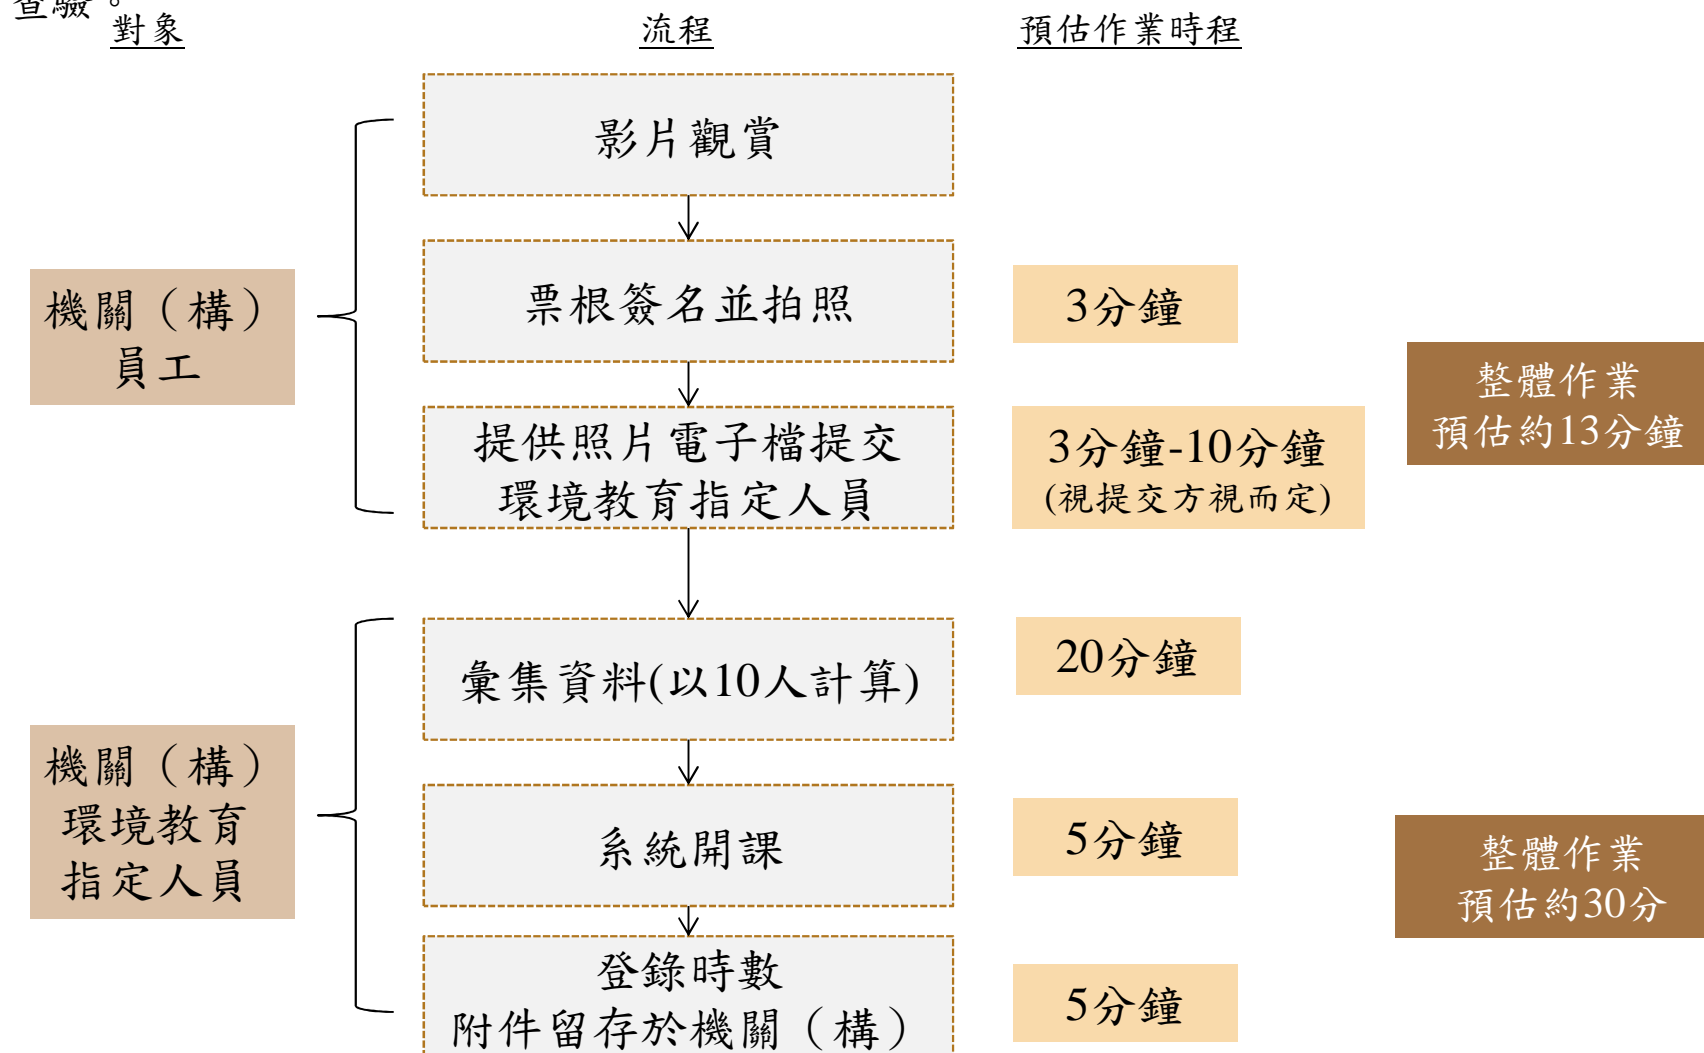 查驗。
對象
流程
預估作業時程
影片觀賞
票根簽名並拍照
3分鐘
機關（構）
員工
提供照片電子檔提交
環境教育指定人員
3分鐘-10分鐘
(視提交方視而定)
整體作業
預估約13分鐘
彙集資料(以10人計算)
20分鐘
機關（構）
環境教育
指定人員
系統開課
5分鐘
整體作業
預估約30分
登錄時數
附件留存於機關（構）
5分鐘